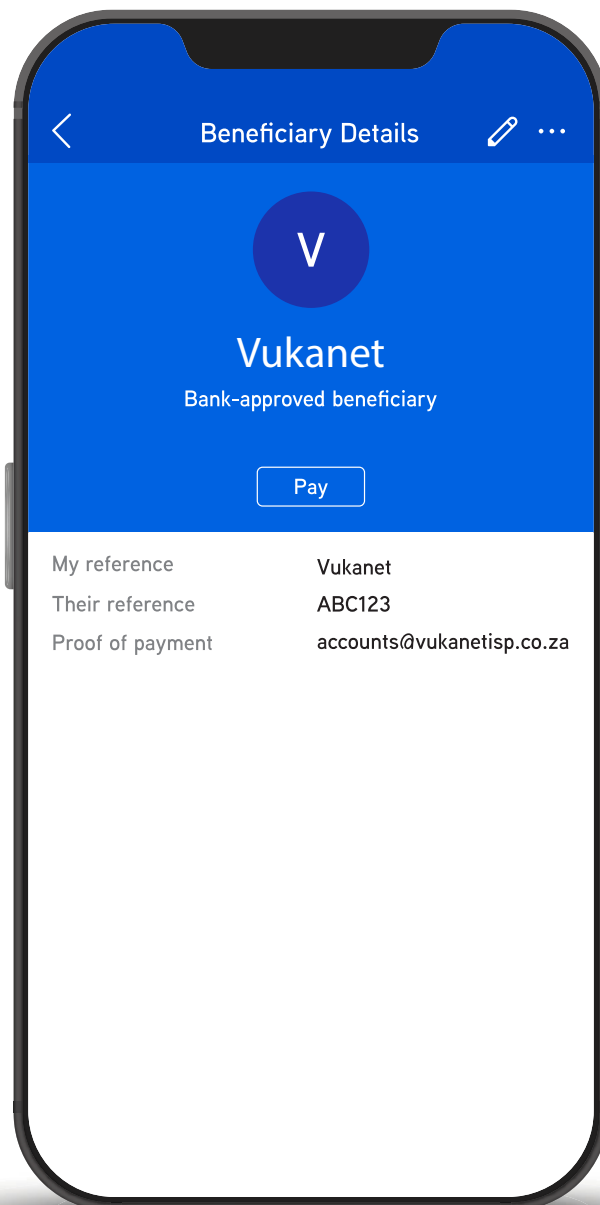 Beneficiary Details
V
Vukanet
Bank-approved beneficiary
Pay
My reference Vukanet
Their reference ABC123
Proof of payment accounts@vukanetisp.co.za